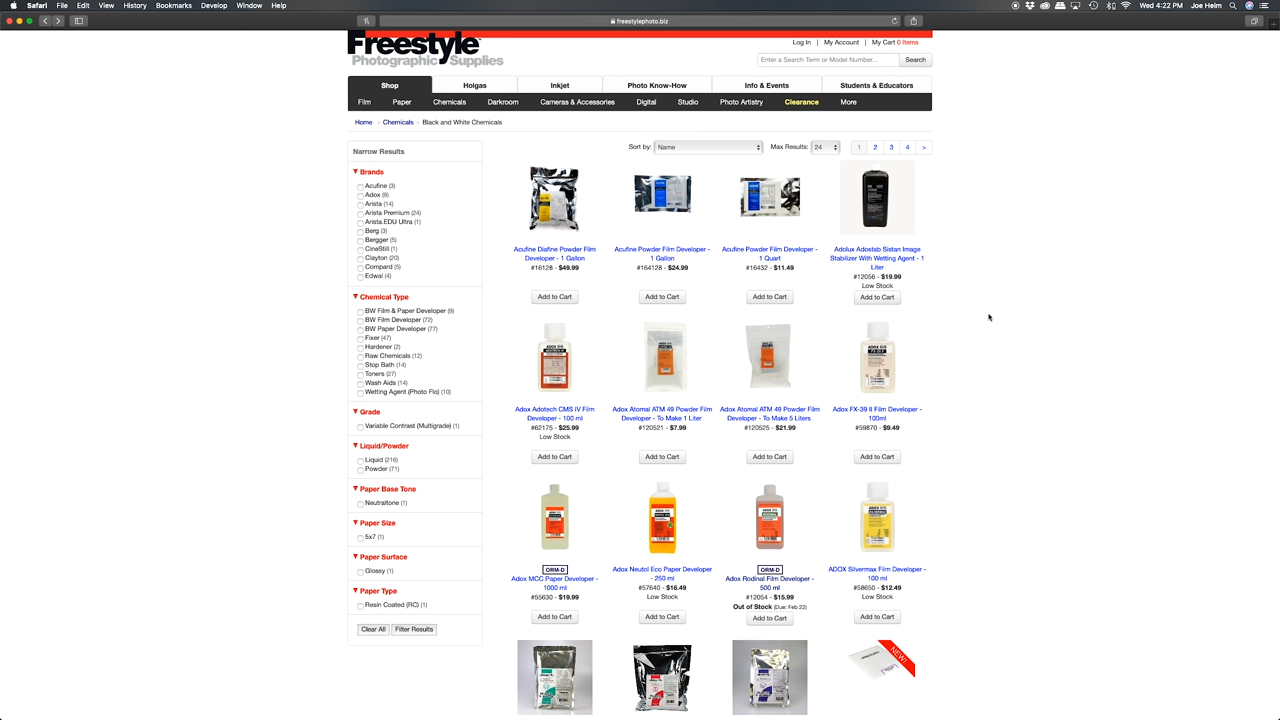 Safari File Edit View History Bookmarks Develop Window Help
Wed 4:22 PM Joe Helm
freestylephoto.biz
Freestyle
Photographic Supplies
Log In | My Account | My Cart 0 Items
Enter a Search Term or Model Number... Search
Shop Holgas Inkjet Photo Know-How Info & Events Students & Educators
Film Paper Chemicals Darkroom Cameras & Accessories Digital Studio Photo Artistry Clearance More
Home > Chemicals > Black and White Chemicals
Narrow Results
Brands
Acufine (3)
Adox (9)
Arista (14)
Arista Premium (24)
Arista.EDU Ultra (1)
Berg (3)
Bergger (5)
CineStill (1)
Clayton (20)
Compard (5)
Edwal (4)
Chemical Type
BW Film & Paper Developer (9)
BW Film Developer (72)
BW Paper Developer (77)
Fixer (47)
Hardener (2)
Raw Chemicals (12)
Stop Bath (14)
Toners (27)
Wash Aids (14)
Wetting Agent (Photo Flo) (10)
Grade
Variable Contrast (Multigrade) (1)
Liquid/Powder
Liquid (216)
Powder (71)
Paper Base Tone
Neutraltone (1)
Paper Size
5x7 (1)
Paper Surface
Glossy (1)
Paper Type
Resin Coated (RC) (1)
Clear All Filter Results
Sort by: Name Max Results: 24 1 2 3 4 >
Acufine Diafine Powder Film
Developer - 1 Gallon
#16128 - $49.99
Add to Cart
Acufine Powder Film Developer -
1 Gallon
#164128 - $24.99
Add to Cart
Acufine Powder Film Developer -
1 Quart
#16432 - $11.49
Add to Cart
Adolux Adostab Sistan Image
Stabilizer With Wetting Agent - 1
Liter
#12056 - $19.99
Low Stock
Add to Cart
Adox Adotech CMS IV Film
Developer - 100 ml
#62175 - $25.99
Low Stock
Add to Cart
Adox Atomal ATM 49 Powder Film
Developer - To Make 1 Liter
#120521 - $7.99
Add to Cart
Adox Atomal ATM 49 Powder Film
Developer - To Make 5 Liters
#120525 - $21.99
Add to Cart
Adox FX-39 II Film Developer -
100ml
#59870 - $9.49
Add to Cart
ORM-D
Adox MCC Paper Developer -
1000 ml
#55630 - $19.99
Add to Cart
Adox Neutol Eco Paper Developer
- 250 ml
#57640 - $16.49
Low Stock
Add to Cart
ORM-D
Adox Rodinal Film Developer -
500 ml
#12054 - $15.99
Out of Stock (Due: Feb 22)
Add to Cart
ADOX Silvermax Film Developer -
100 ml
#58650 - $12.49
Low Stock
Add to Cart
NEW!